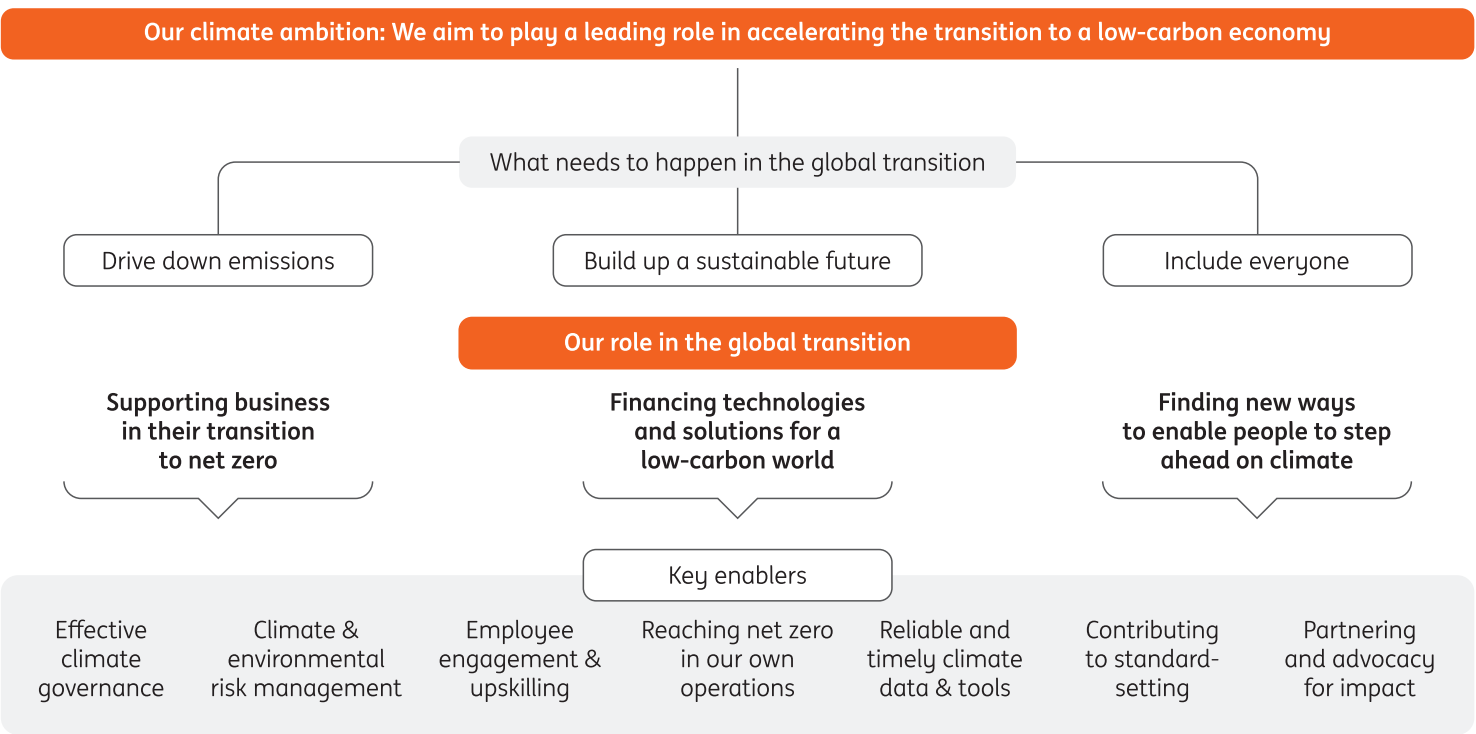 Our climate ambition: We aim to play a leading role in accelerating the transition to a low-carbon economy
What needs to happen in the global transition
Drive down emissions
Build up a sustainable future
Include everyone
Our role in the global transition
Supporting business
in their transition
to net zero
Financing technologies
and solutions for a
low-carbon world
Finding new ways
to enable people to step
ahead on climate
Key enablers
Effective
climate
governance
Climate &
environmental
risk management
Employee
engagement &
upskilling
Reaching net zero
in our own
operations
Reliable and
timely climate
data & tools
Contributing
to standard-
setting
Partnering
and advocacy
for impact